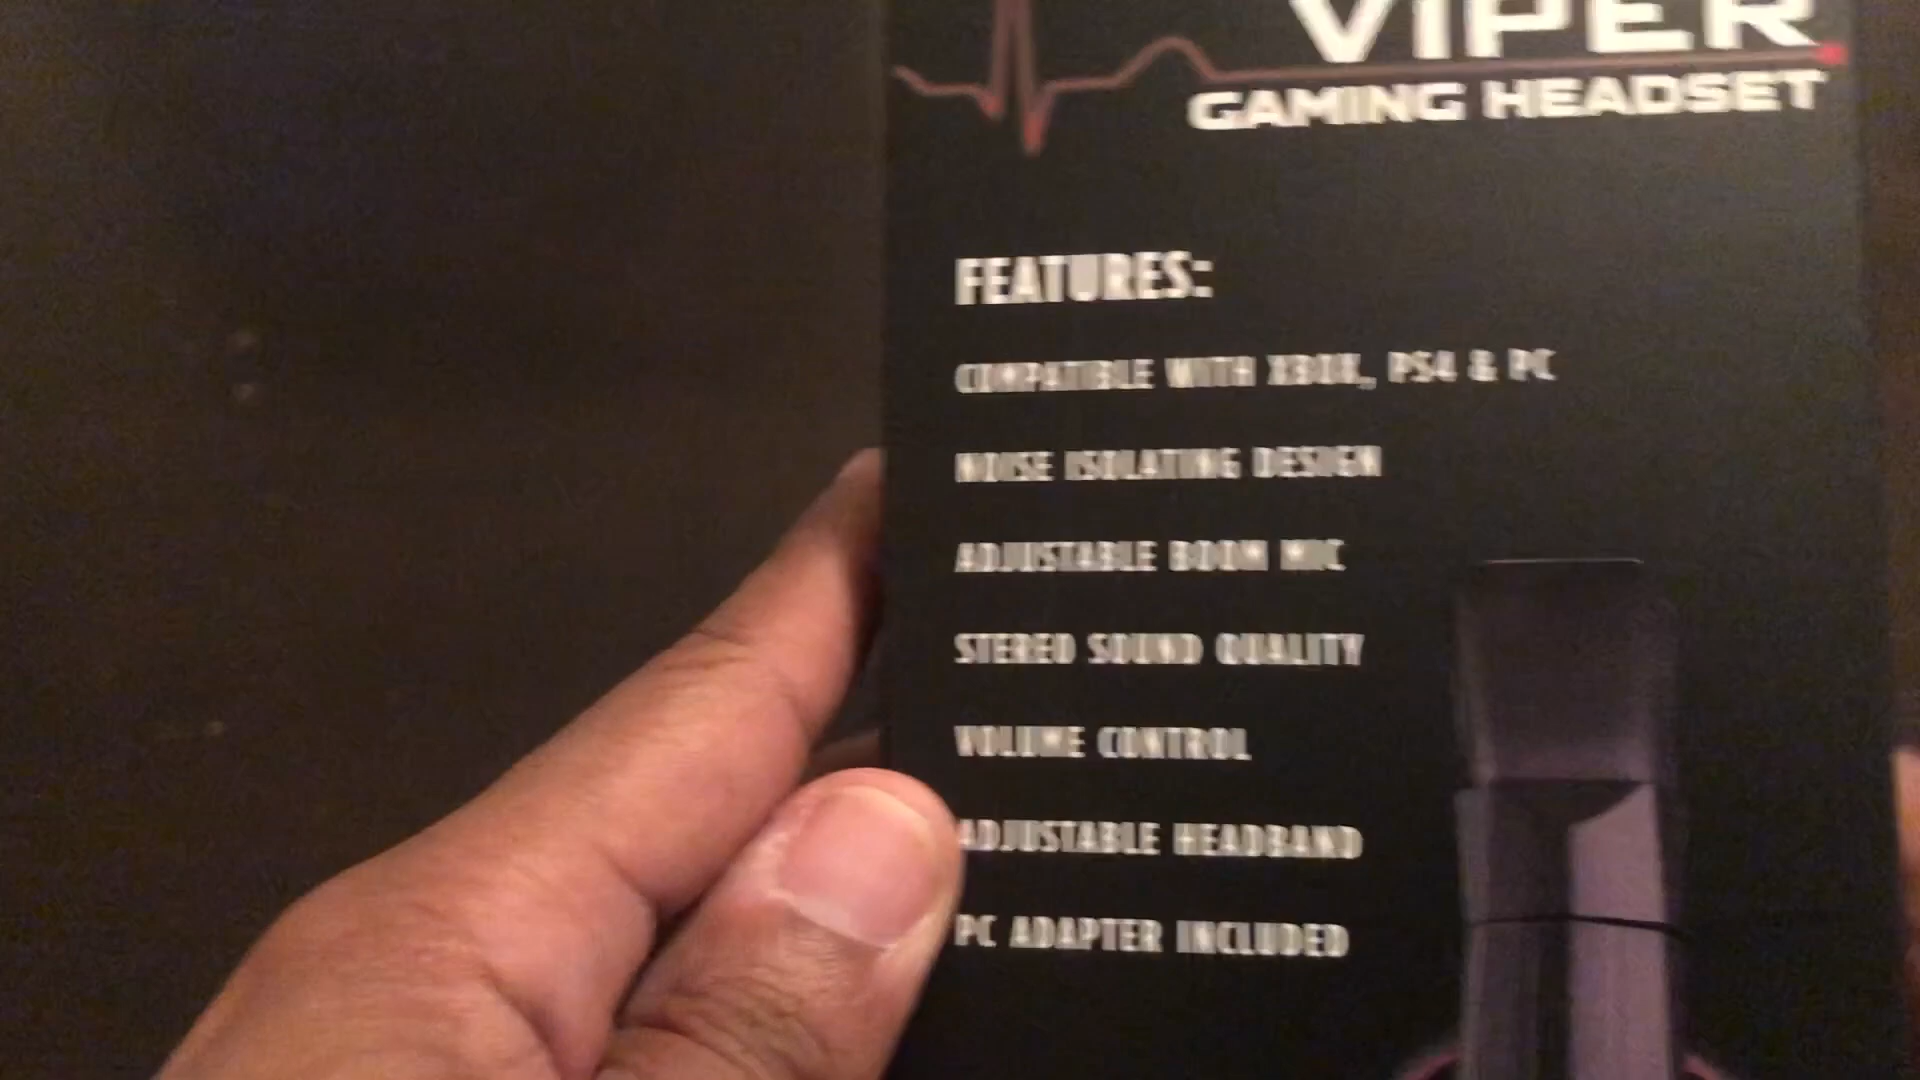 VIPER
GAMING HEADSET
FEATURES:
COMPATIBLE WITH XBOX, PS4 & PC
NOISE ISOLATING DESIGN
ADJUSTABLE BOOM MIC
STEREO SOUND QUALITY
VOLUME CONTROL
ADJUSTABLE HEADBAND
PC ADAPTER INCLUDED